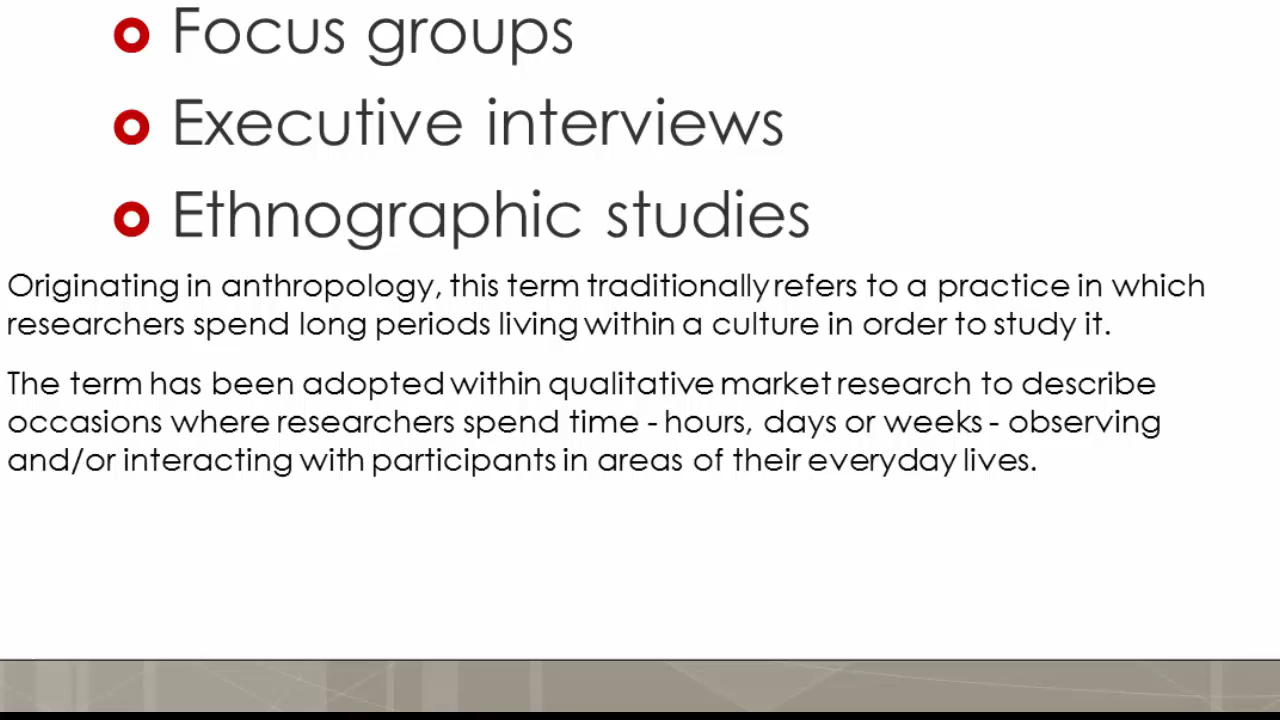 Focus groups
Executive interviews
Ethnographic studies
Originating in anthropology, this term traditionally refers to a practice in which
researchers spend long periods living within a culture in order to study it.
The term has been adopted within qualitative market research to describe
occasions where researchers spend time - hours, days or weeks - observing
and/or interacting with participants in areas of their everyday lives.